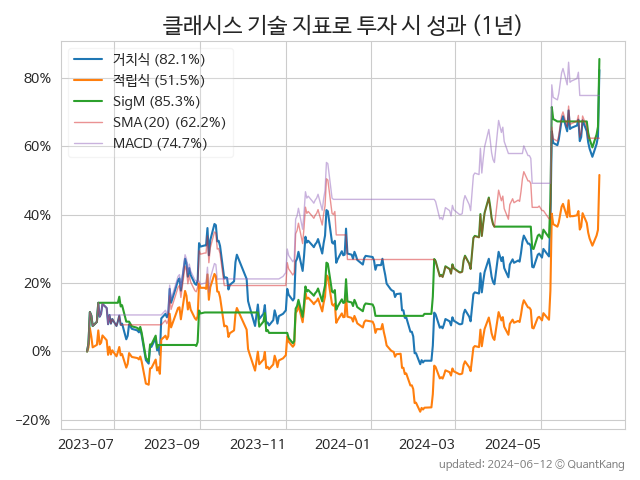 클래시스 기술 지표로 투자 시 성과 (1년)
거치식 (82.1%)
적립식 (51.5%)
SigM (85.3%)
SMA(20) (62.2%)
MACD (74.7%)
80%
60%
40%
20%
0%
−20%
2023-07 2023-09 2023-11 2024-01 2024-03 2024-05
updated: 2024-06-12 © QuantKang